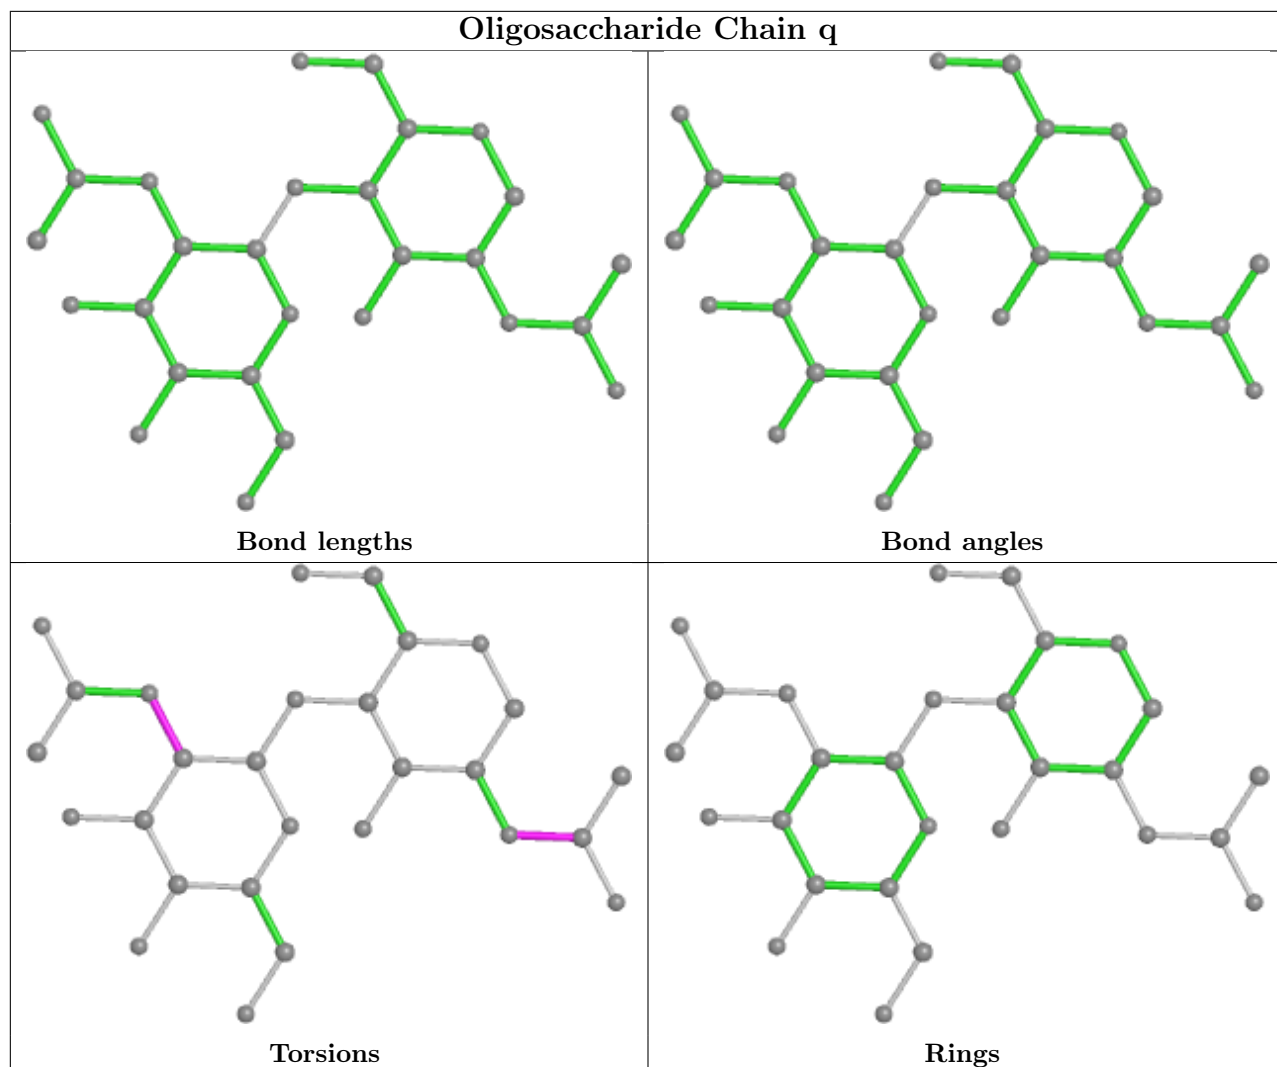 Oligosaccharide Chain q
Bond lengths
Bond angles
Torsions
Rings